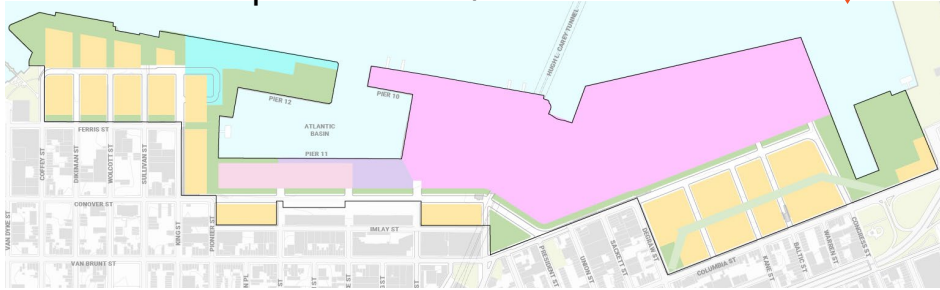 HUGH L. CAREY TUNNEL
PIER 12
PIER 10
ATLANTIC
BASIN
PIER 11
FERRIS ST
COFFEY ST
DIKEMAN ST
WOLCOTT ST
SULLIVAN ST
CONOVER ST
VAN DYKE ST
KING ST
PIONEER ST
IMLAY ST
VAN BRUNT ST
PRESIDENT ST
UNION ST
SACKETT ST
DEGRAW ST
COLUMBIA ST
KANE ST
BALTIC ST
WARREN ST
CONGRESS ST